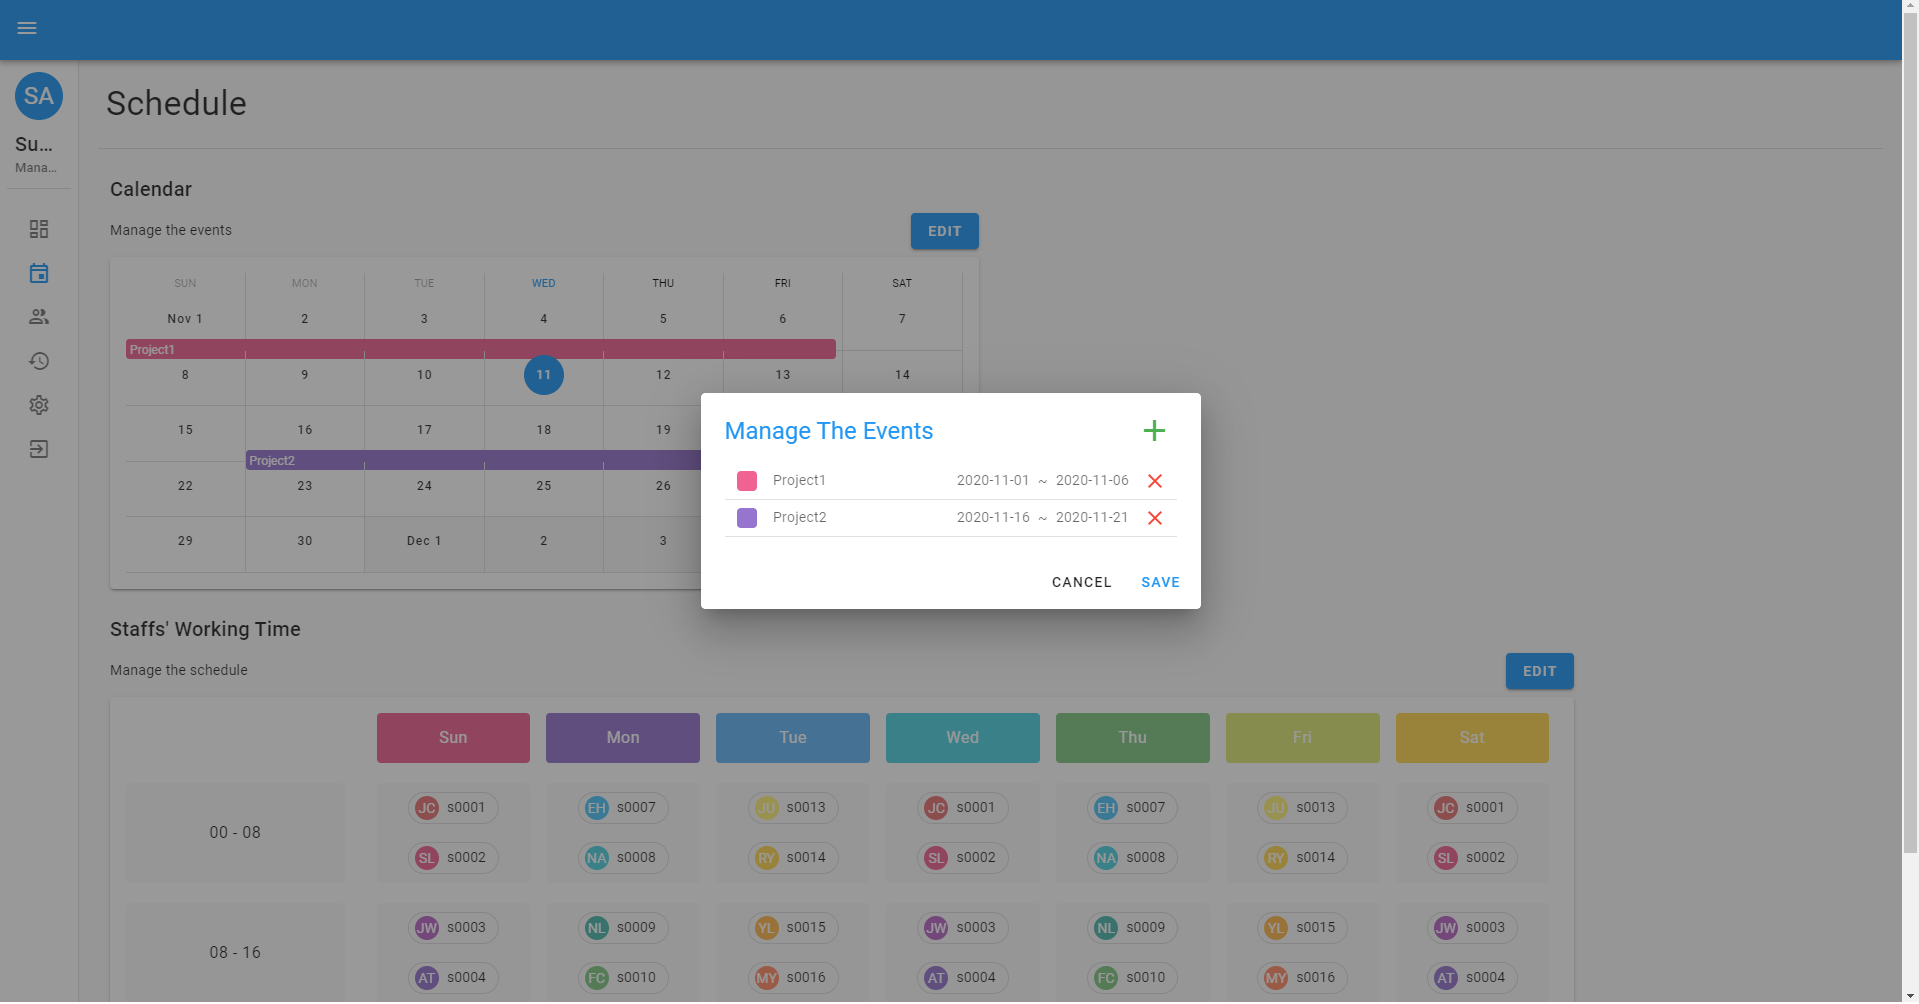 SA
Su...
Mana...
Schedule
Calendar
Manage the events
EDIT
SUN MON TUE WED THU FRI SAT
Nov 1 2 3 4 5 6 7
Project1
8 9 10 11 12 13 14
15 16 17 18 19
Project2
22 23 24 25 26
29 30 Dec 1 2 3
Manage The Events
Project1 2020-11-01 ~ 2020-11-06
Project2 2020-11-16 ~ 2020-11-21
CANCEL SAVE
Staffs' Working Time
Manage the schedule
EDIT
Sun Mon Tue Wed Thu Fri Sat
00 - 08
JC s0001 EH s0007 JU s0013 JC s0001 EH s0007 JU s0013 JC s0001
SL s0002 NA s0008 RY s0014 SL s0002 NA s0008 RY s0014 SL s0002
08 - 16
JW s0003 NL s0009 YL s0015 JW s0003 NL s0009 YL s0015 JW s0003
AT s0004 FC s0010 MY s0016 AT s0004 FC s0010 MY s0016 AT s0004